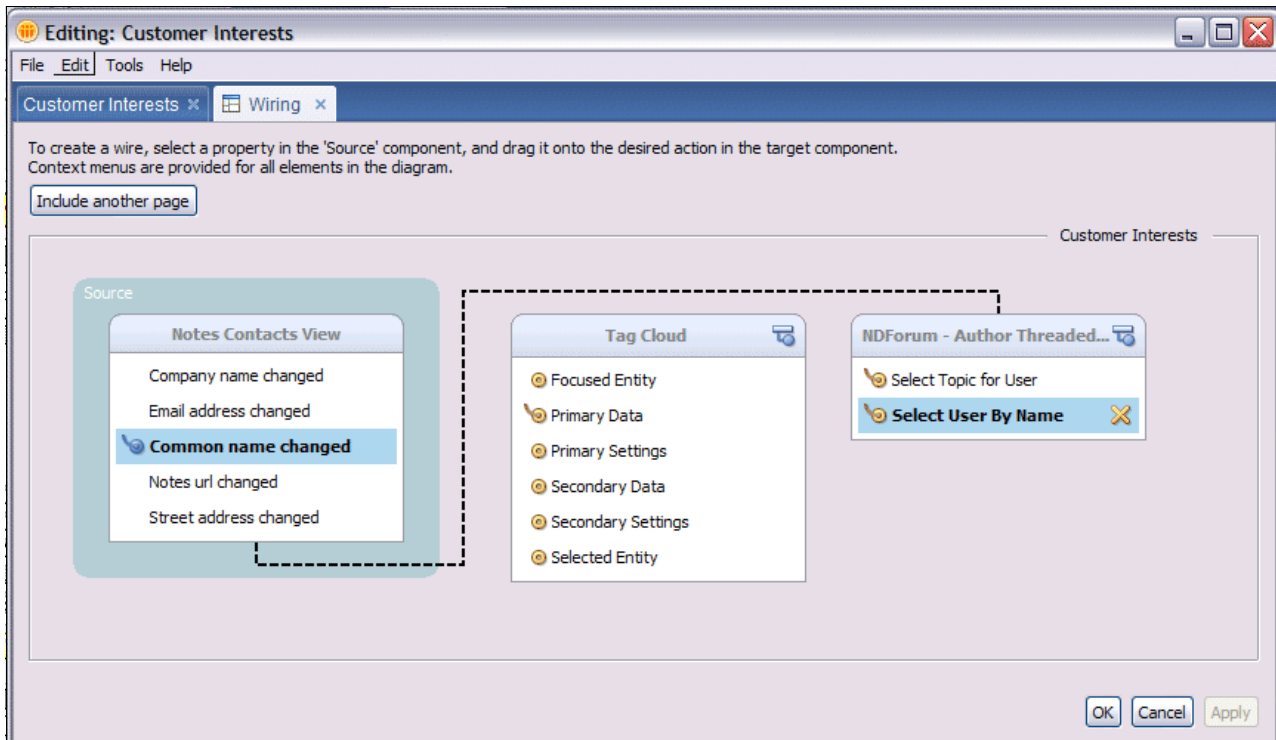 Editing: Customer Interests
File Edit Tools Help
Customer Interests Wiring
To create a wire, select a property in the 'Source' component, and drag it onto the desired action in the target component.
Context menus are provided for all elements in the diagram.
Include another page
Customer Interests
Source
Notes Contacts View
Company name changed
Email address changed
Common name changed
Notes url changed
Street address changed
Tag Cloud
Focused Entity
Primary Data
Primary Settings
Secondary Data
Secondary Settings
Selected Entity
NDForum - Author Threaded...
Select Topic for User
Select User By Name
OK Cancel Apply